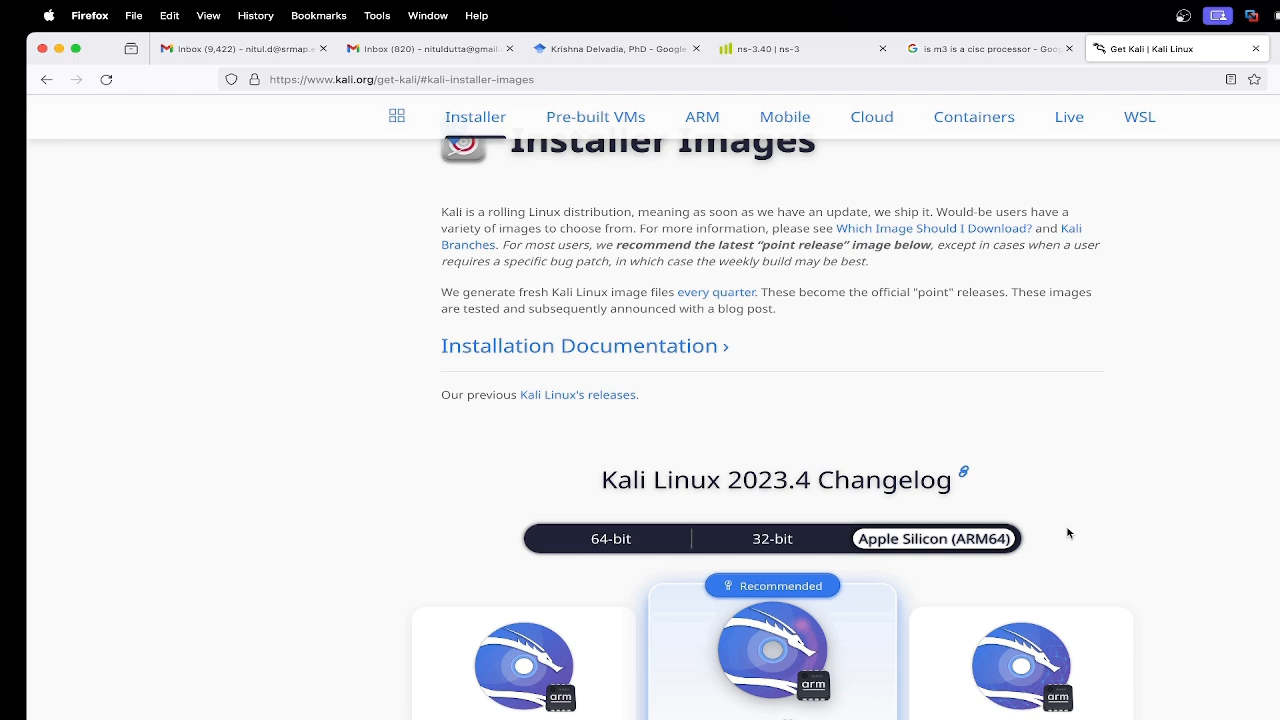 Firefox File Edit View History Bookmarks Tools Window Help
Inbox (9,422) - nitul.d@srmap.e
Inbox (820) - nituldutta@gmail.
Krishna Delvadia, PhD - Google
ns-3.40 | ns-3
is m3 is a cisc processor - Goog
Get Kali | Kali Linux
https://www.kali.org/get-kali/#kali-installer-images
Installer Pre-built VMs ARM Mobile Cloud Containers Live WSL
Installer Images
Kali is a rolling Linux distribution, meaning as soon as we have an update, we ship it. Would-be users have a
variety of images to choose from. For more information, please see Which Image Should I Download? and Kali
Branches. For most users, we recommend the latest “point release” image below, except in cases when a user
requires a specific bug patch, in which case the weekly build may be best.
We generate fresh Kali Linux image files every quarter. These become the official "point" releases. These images
are tested and subsequently announced with a blog post.
Installation Documentation ›
Our previous Kali Linux's releases.
Kali Linux 2023.4 Changelog
64-bit 32-bit Apple Silicon (ARM64)
Recommended
arm
arm
arm